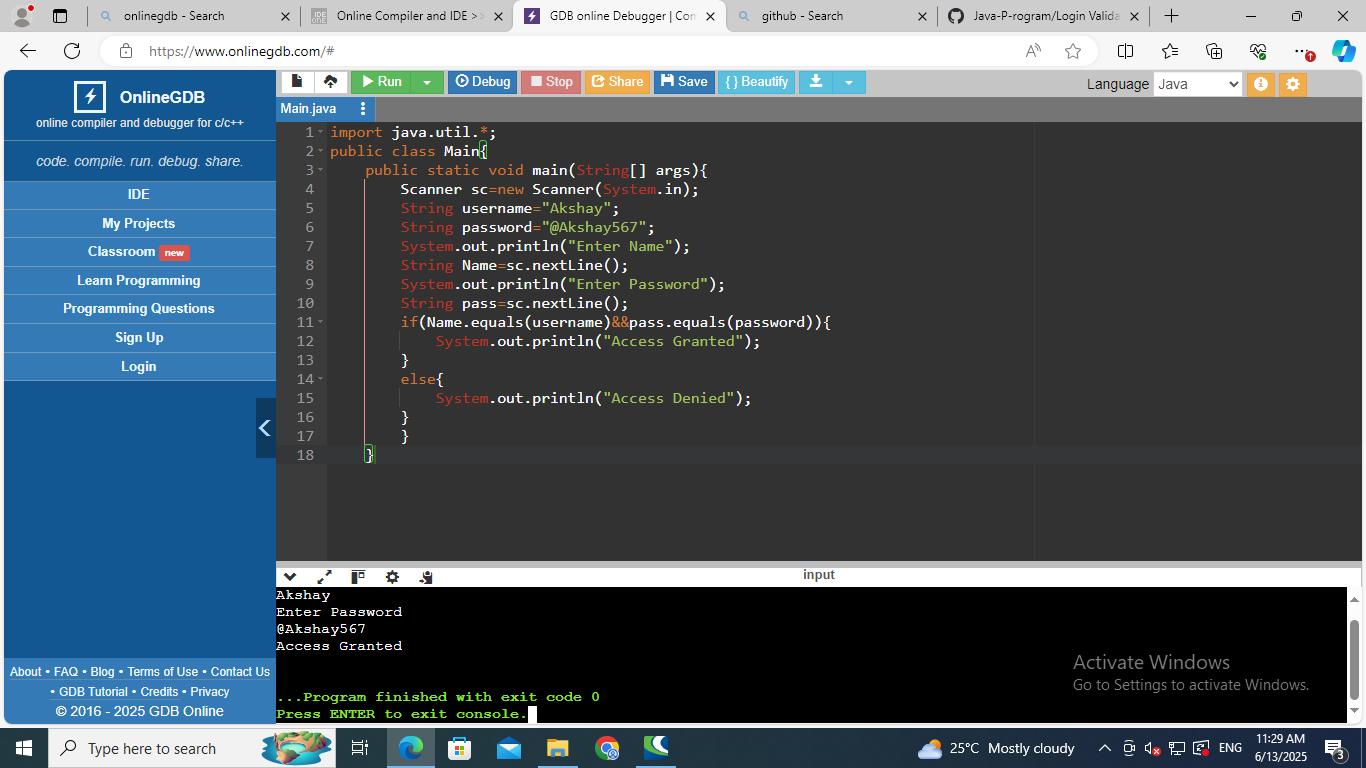 onlinegdb - Search
Online Compiler and IDE >>
GDB online Debugger | Con
github - Search
Java-P-rogram/Login Valida
https://www.onlinegdb.com/#
OnlineGDB
online compiler and debugger for c/c++
code. compile. run. debug. share.
IDE
My Projects
Classroom new
Learn Programming
Programming Questions
Sign Up
Login
About • FAQ • Blog • Terms of Use • Contact Us
• GDB Tutorial • Credits • Privacy
© 2016 - 2025 GDB Online
Run Debug Stop Share Save { } Beautify
Language Java
Main.java
1 import java.util.*;
2 public class Main{
3 public static void main(String[] args){
4 Scanner sc=new Scanner(System.in);
5 String username="Akshay";
6 String password="@Akshay567";
7 System.out.println("Enter Name");
8 String Name=sc.nextLine();
9 System.out.println("Enter Password");
10 String pass=sc.nextLine();
11 if(Name.equals(username)&&pass.equals(password)){
12 System.out.println("Access Granted");
13 }
14 else{
15 System.out.println("Access Denied");
16 }
17 }
18 }
input
Akshay
Enter Password
@Akshay567
Access Granted
...Program finished with exit code 0
Press ENTER to exit console.
Activate Windows
Go to Settings to activate Windows.
Type here to search
25°C Mostly cloudy
ENG
11:29 AM
6/13/2025
3